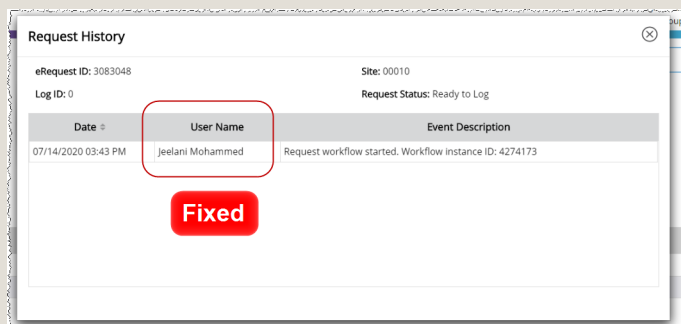 Request History
eRequest ID: 3083048 Site: 00010
Log ID: 0 Request Status: Ready to Log
Date User Name Event Description
07/14/2020 03:43 PM Jeelani Mohammed Request workflow started. Workflow instance ID: 4274173
Fixed